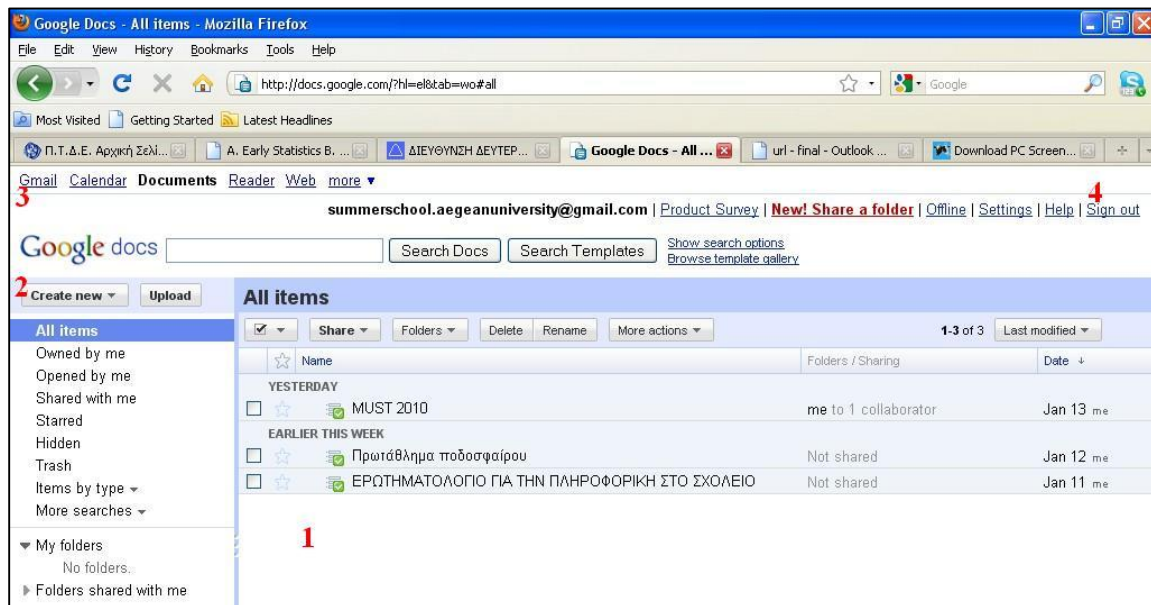 Google Docs - All items - Mozilla Firefox
File Edit View History Bookmarks Tools Help
http://docs.google.com/?hl=el&tab=wo#all Google
Most Visited Getting Started Latest Headlines
Π.Τ.Δ.Ε. Αρχική Σελί... A. Early Statistics B. ... ΔΙΕΥΘΥΝΣΗ ΔΕΥΤΕΡ... Google Docs - All ... url - final - Outlook ... Download PC Screen...
Gmail Calendar Documents Reader Web more
3 4
summerschool.aegeanuniversity@gmail.com | Product Survey | New! Share a folder | Offline | Settings | Help | Sign out
Google docs Search Docs Search Templates Show search options
Browse template gallery
2 Create new Upload All items
All items Share Folders Delete Rename More actions 1-3 of 3 Last modified
Owned by me Name Folders / Sharing Date
Opened by me YESTERDAY
Shared with me MUST 2010 me to 1 collaborator Jan 13 me
Starred
Hidden EARLIER THIS WEEK
Trash Πρωτάθλημα ποδοσφαίρου Not shared Jan 12 me
Items by type ΕΡΩΤΗΜΑΤΟΛΟΓΙΟ ΓΙΑ ΤΗΝ ΠΛΗΡΟΦΟΡΙΚΗ ΣΤΟ ΣΧΟΛΕΙΟ Not shared Jan 11 me
More searches
1
My folders
No folders.
Folders shared with me